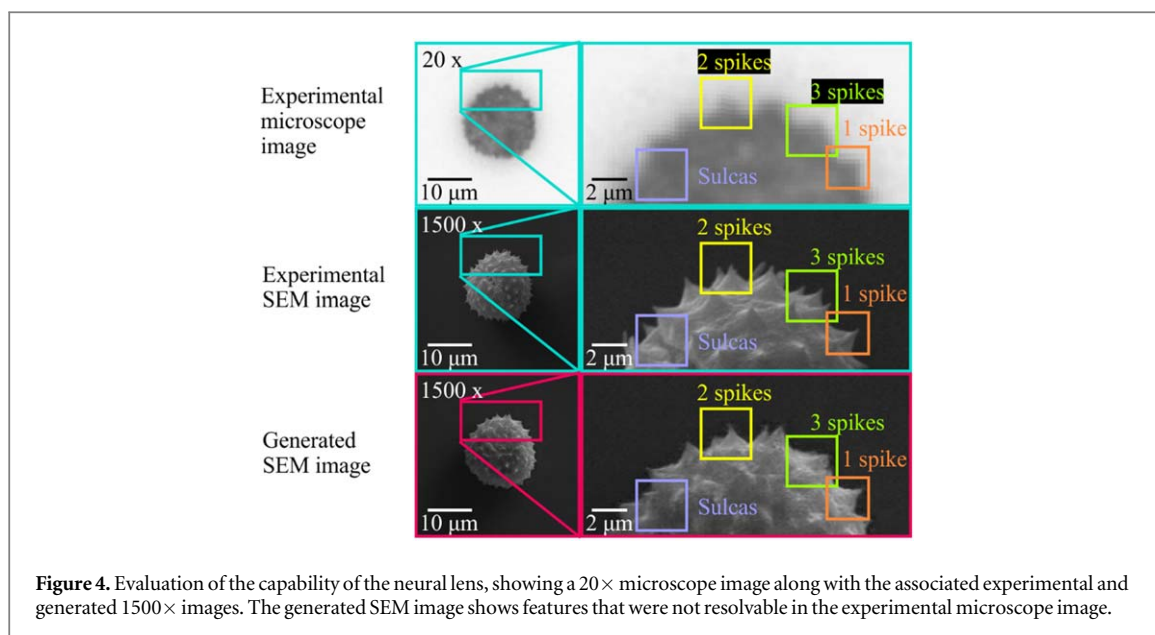 Experimental
microscope
image
20 x
10 μm
2 spikes
3 spikes
1 spike
Sulcas
2 μm
Experimental
SEM image
1500 x
10 μm
2 spikes
3 spikes
1 spike
Sulcas
2 μm
Generated
SEM image
1500 x
10 μm
2 spikes
3 spikes
1 spike
Sulcas
2 μm
Figure 4. Evaluation of the capability of the neural lens, showing a 20× microscope image along with the associated experimental and
generated 1500× images. The generated SEM image shows features that were not resolvable in the experimental microscope image.